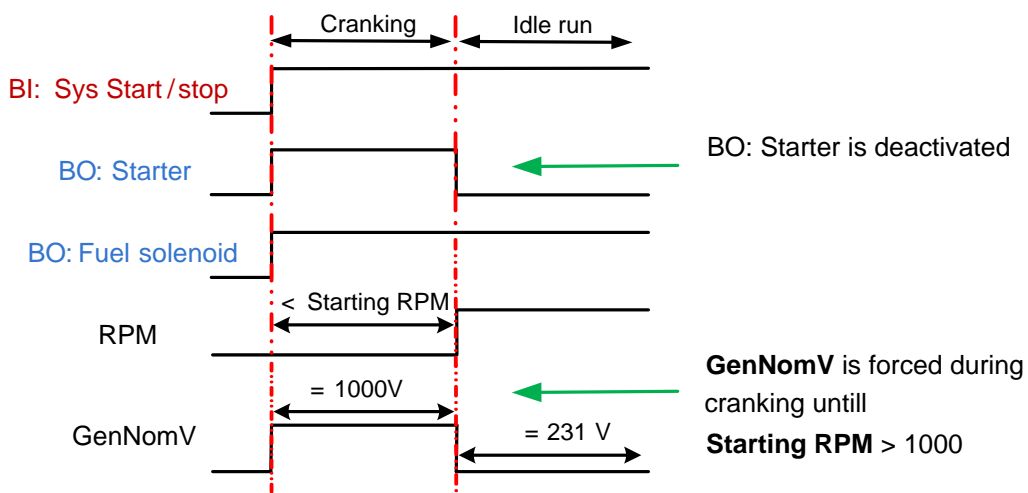 Cranking
Idle run
BI: Sys Start / stop
BO: Starter
BO: Starter is deactivated
BO: Fuel solenoid
< Starting RPM
RPM
= 1000V
GenNomV
= 231 V
GenNomV is forced during
cranking untill
Starting RPM > 1000